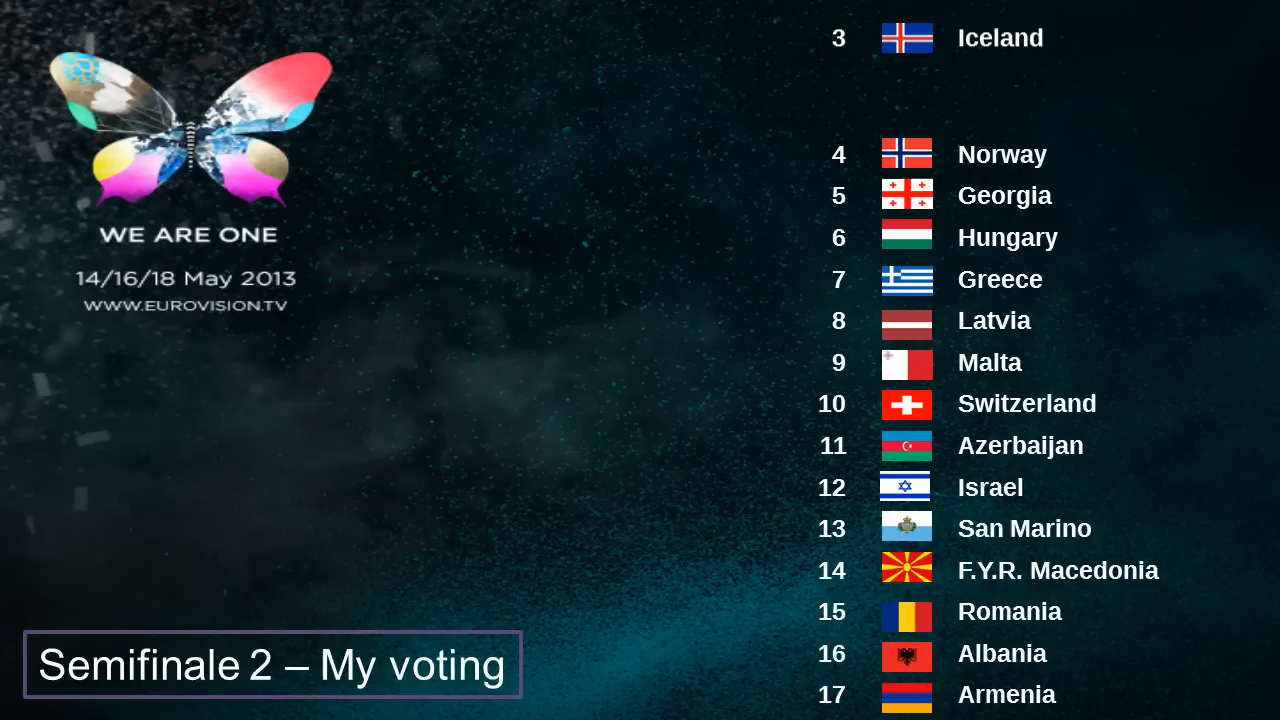 WE ARE ONE
14/16/18 May 2013
WWW.EUROVISION.TV
3 Iceland
4 Norway
5 Georgia
6 Hungary
7 Greece
8 Latvia
9 Malta
10 Switzerland
11 Azerbaijan
12 Israel
13 San Marino
14 F.Y.R. Macedonia
15 Romania
16 Albania
17 Armenia
Semifinale 2 – My voting